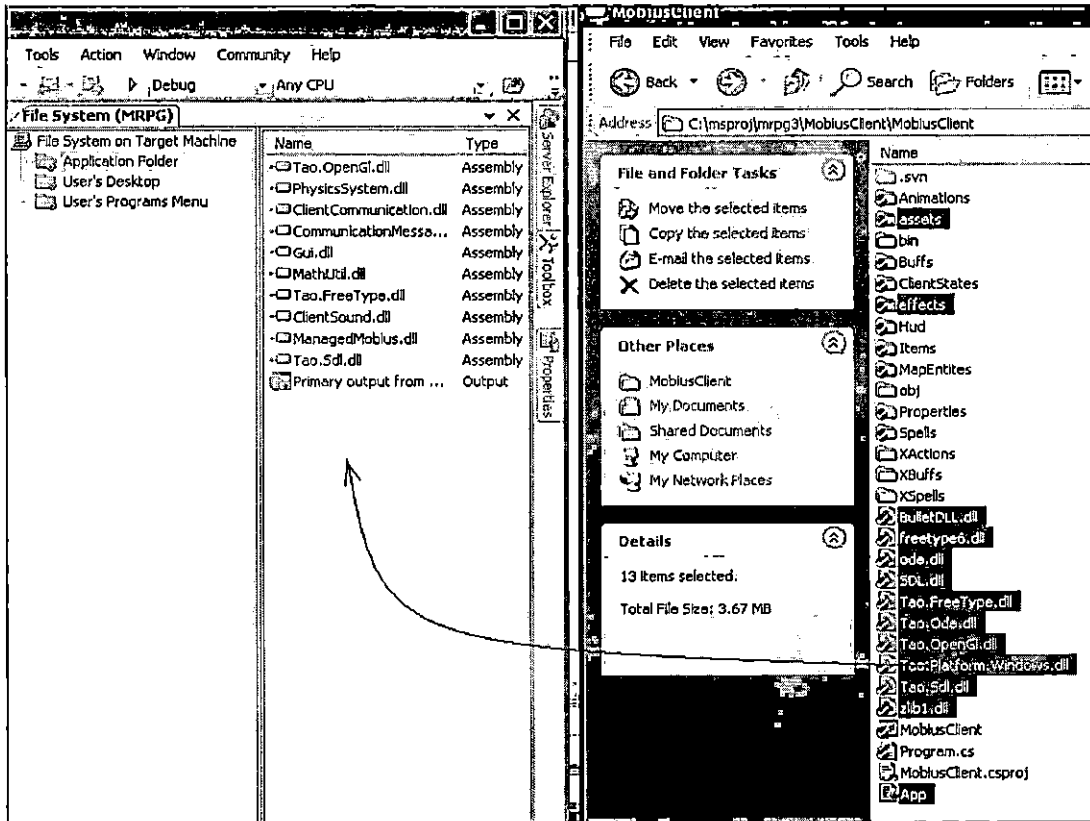 Tools Action Window Community Help
Debug Any CPU
File System (MRPG)
File System on Target Machine
Application Folder
User's Desktop
User's Programs Menu
Name Type
Tao.OpenGl.dll Assembly
PhysicsSystem.dll Assembly
ClientCommunication.dll Assembly
CommunicationMessa... Assembly
Gui.dll Assembly
MathUtil.dll Assembly
Tao.FreeType.dll Assembly
ClientSound.dll Assembly
ManagedMobius.dll Assembly
Tao.Sdl.dll Assembly
Primary output from ... Output
Server Explorer
Toolbox
Properties
MobiusClient
File Edit View Favorites Tools Help
Back Search Folders
Address C:\msproj\mrpg3\MobiusClient\MobiusClient
File and Folder Tasks
Move the selected items
Copy the selected items
E-mail the selected items
Delete the selected items
Other Places
MobiusClient
My Documents
Shared Documents
My Computer
My Network Places
Details
13 items selected.
Total File Size: 3.67 MB
Name
.svn
Animations
assets
bin
Buffs
ClientStates
effects
Hud
Items
MapEntites
obj
Properties
Spells
XActions
XBuffs
XSpells
BulletDLL.dll
freetype6.dll
ode.dll
SDL.dll
Tao.FreeType.dll
Tao.Ode.dll
Tao.OpenGl.dll
Tao.Platform.Windows.dll
Tao.Sdl.dll
zlib1.dll
MobiusClient
Program.cs
MobiusClient.csproj
App